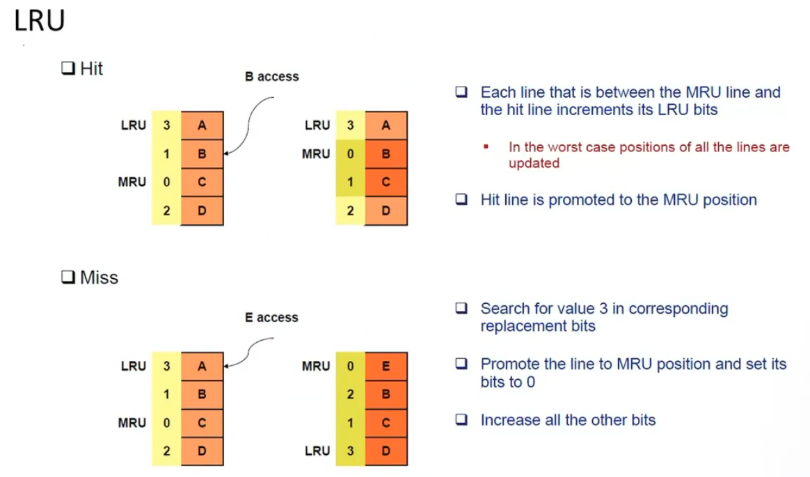 LRU
Hit
B access
LRU 3 A
1 B
MRU 0 C
2 D
LRU 3 A
MRU 0 B
1 C
2 D
Each line that is between the MRU line and
the hit line increments its LRU bits
In the worst case positions of all the lines are
updated
Hit line is promoted to the MRU position
Miss
E access
LRU 3 A
1 B
MRU 0 C
2 D
MRU 0 E
2 B
1 C
LRU 3 D
Search for value 3 in corresponding
replacement bits
Promote the line to MRU position and set its
bits to 0
Increase all the other bits